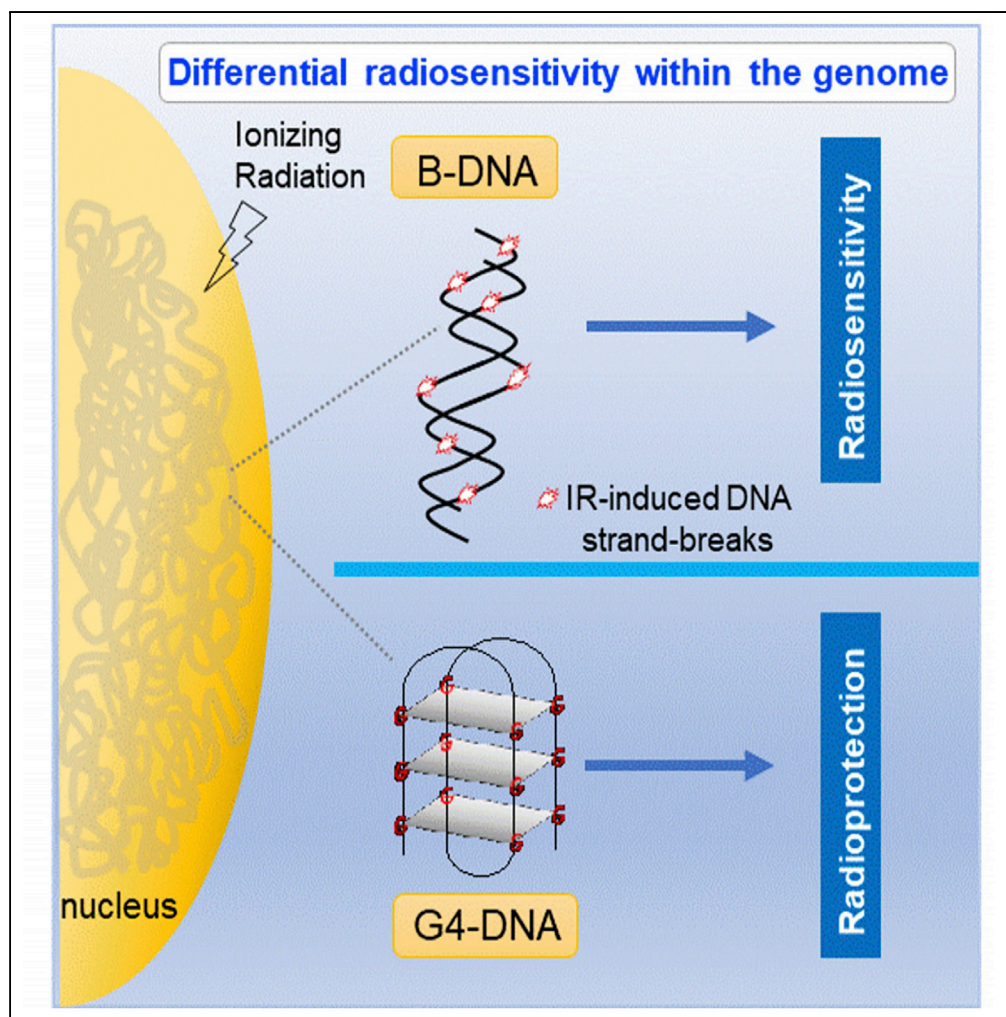 Differential radiosensitivity within the genome
Ionizing
Radiation
B-DNA
Radiosensitivity
IR-induced DNA
strand-breaks
G
G
G
G
G
G
G
G
G
G
G
G
Radioprotection
nucleus
G4-DNA